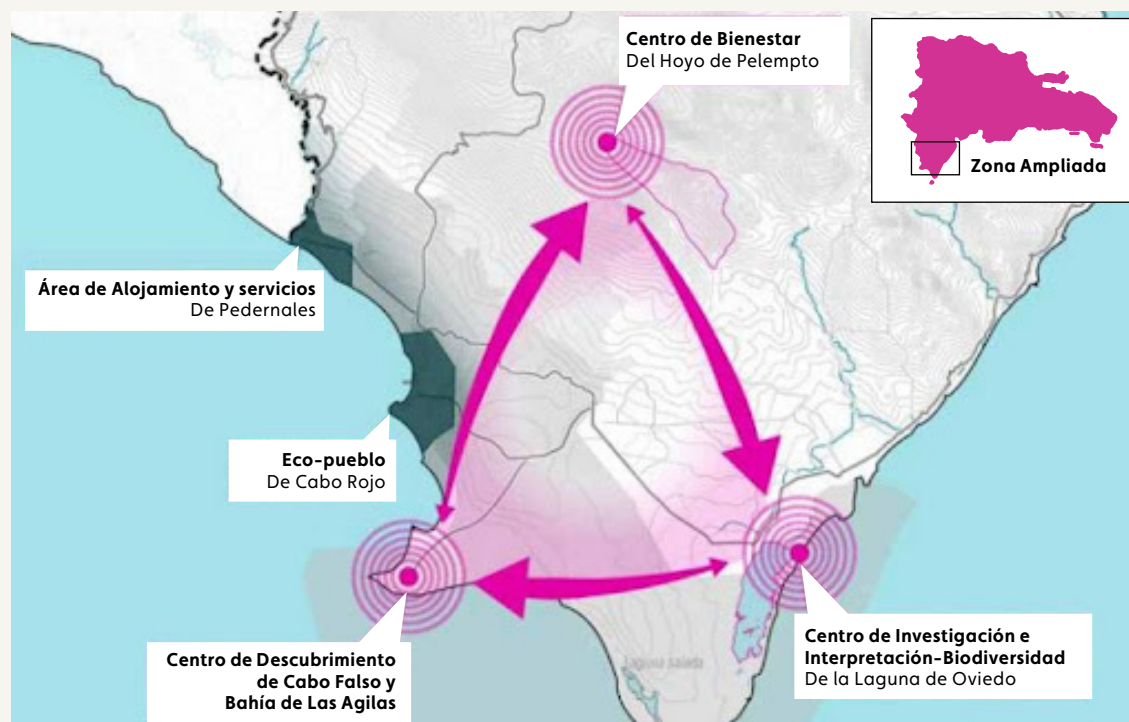 Centro de Bienestar
Del Hoyo de Pelempto
Zona Ampliada
Área de Alojamiento y servicios
De Pedernales
Eco-pueblo
De Cabo Rojo
Centro de Descubrimiento
de Cabo Falso y
Bahía de Las Agilas
Centro de Investigación e
Interpretación-Biodiversidad
De la Laguna de Oviedo
Laguna Salada